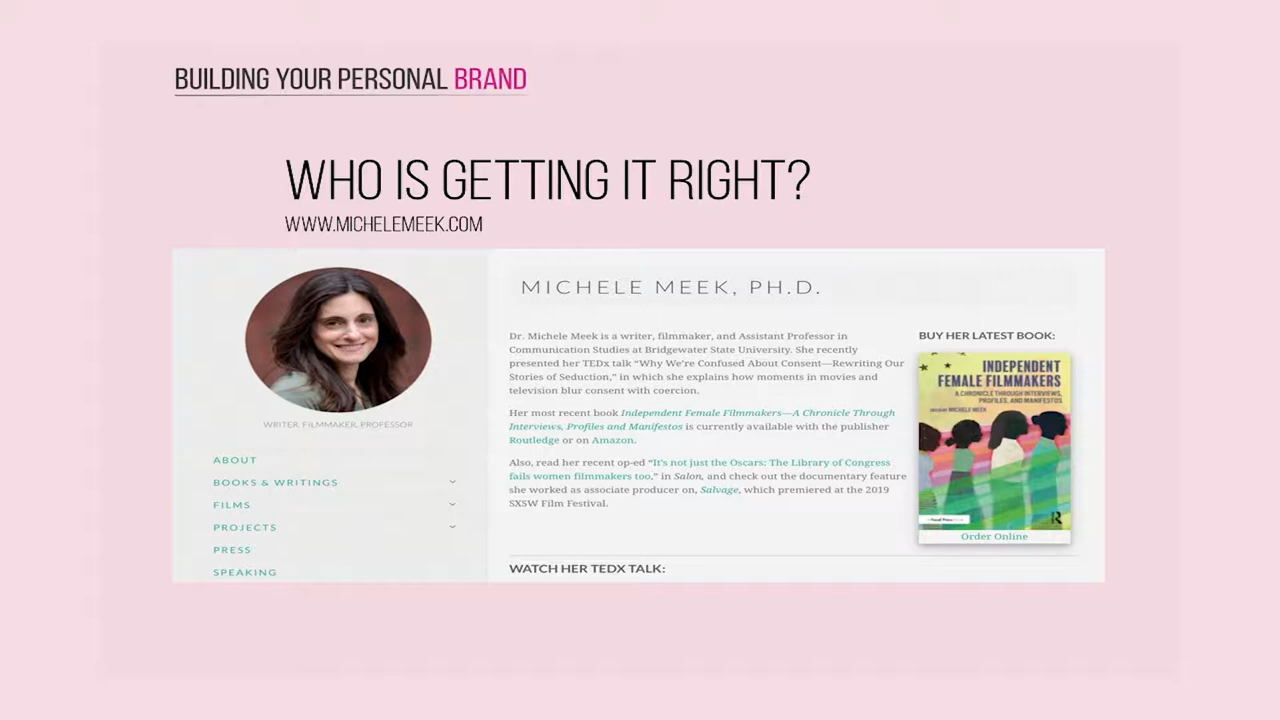 BUILDING YOUR PERSONAL BRAND
WHO IS GETTING IT RIGHT?
WWW.MICHELEMEEK.COM
WRITER, FILMMAKER, PROFESSOR
ABOUT
BOOKS & WRITINGS
FILMS
PROJECTS
PRESS
SPEAKING
MICHELE MEEK, PH.D.
Dr. Michele Meek is a writer, filmmaker, and Assistant Professor in
Communication Studies at Bridgewater State University. She recently
presented her TEDx talk “Why We’re Confused About Consent—Rewriting Our
Stories of Seduction,” in which she explains how moments in movies and
television blur consent with coercion.
Her most recent book Independent Female Filmmakers—A Chronicle Through
Interviews, Profiles and Manifestos is currently available with the publisher
Routledge or on Amazon.
Also, read her recent op-ed “It’s not just the Oscars: The Library of Congress
fails women filmmakers too,” in Salon, and check out the documentary feature
she worked as associate producer on, Salvage, which premiered at the 2019
SXSW Film Festival.
WATCH HER TEDX TALK:
BUY HER LATEST BOOK:
INDEPENDENT
FEMALE FILMMAKERS
A CHRONICLE THROUGH INTERVIEWS,
PROFILES, AND MANIFESTOS
EDITED BY MICHELE MEEK
R
Order Online